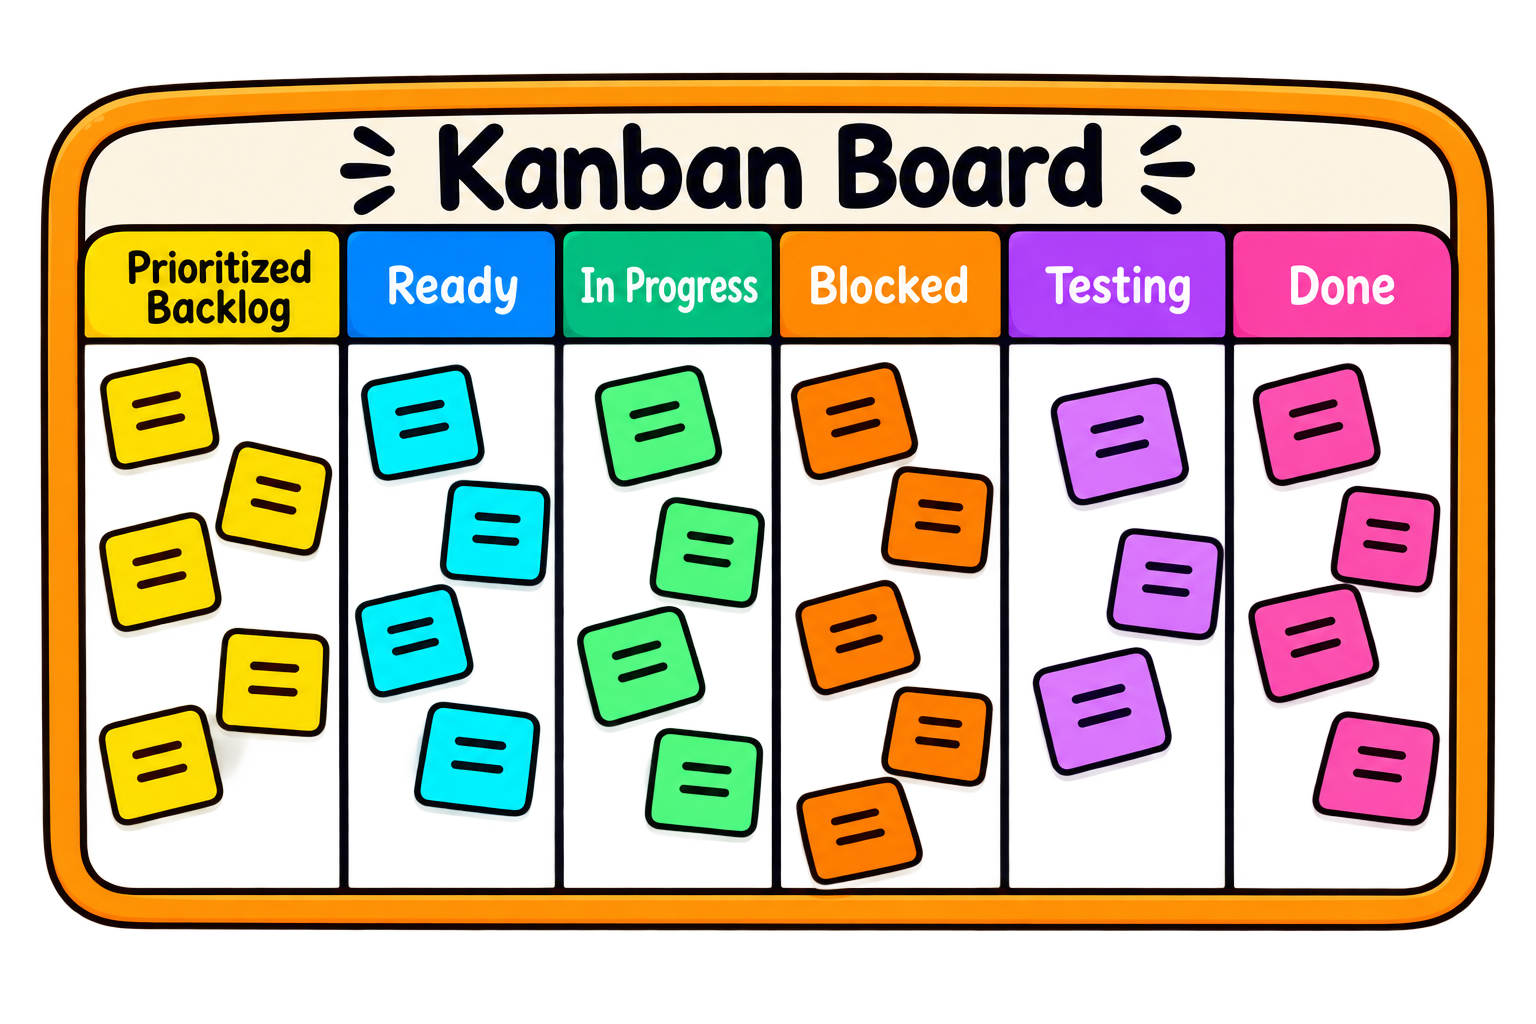 Kanban Board
Prioritized
Backlog
Ready
In Progress
Blocked
Testing
Done